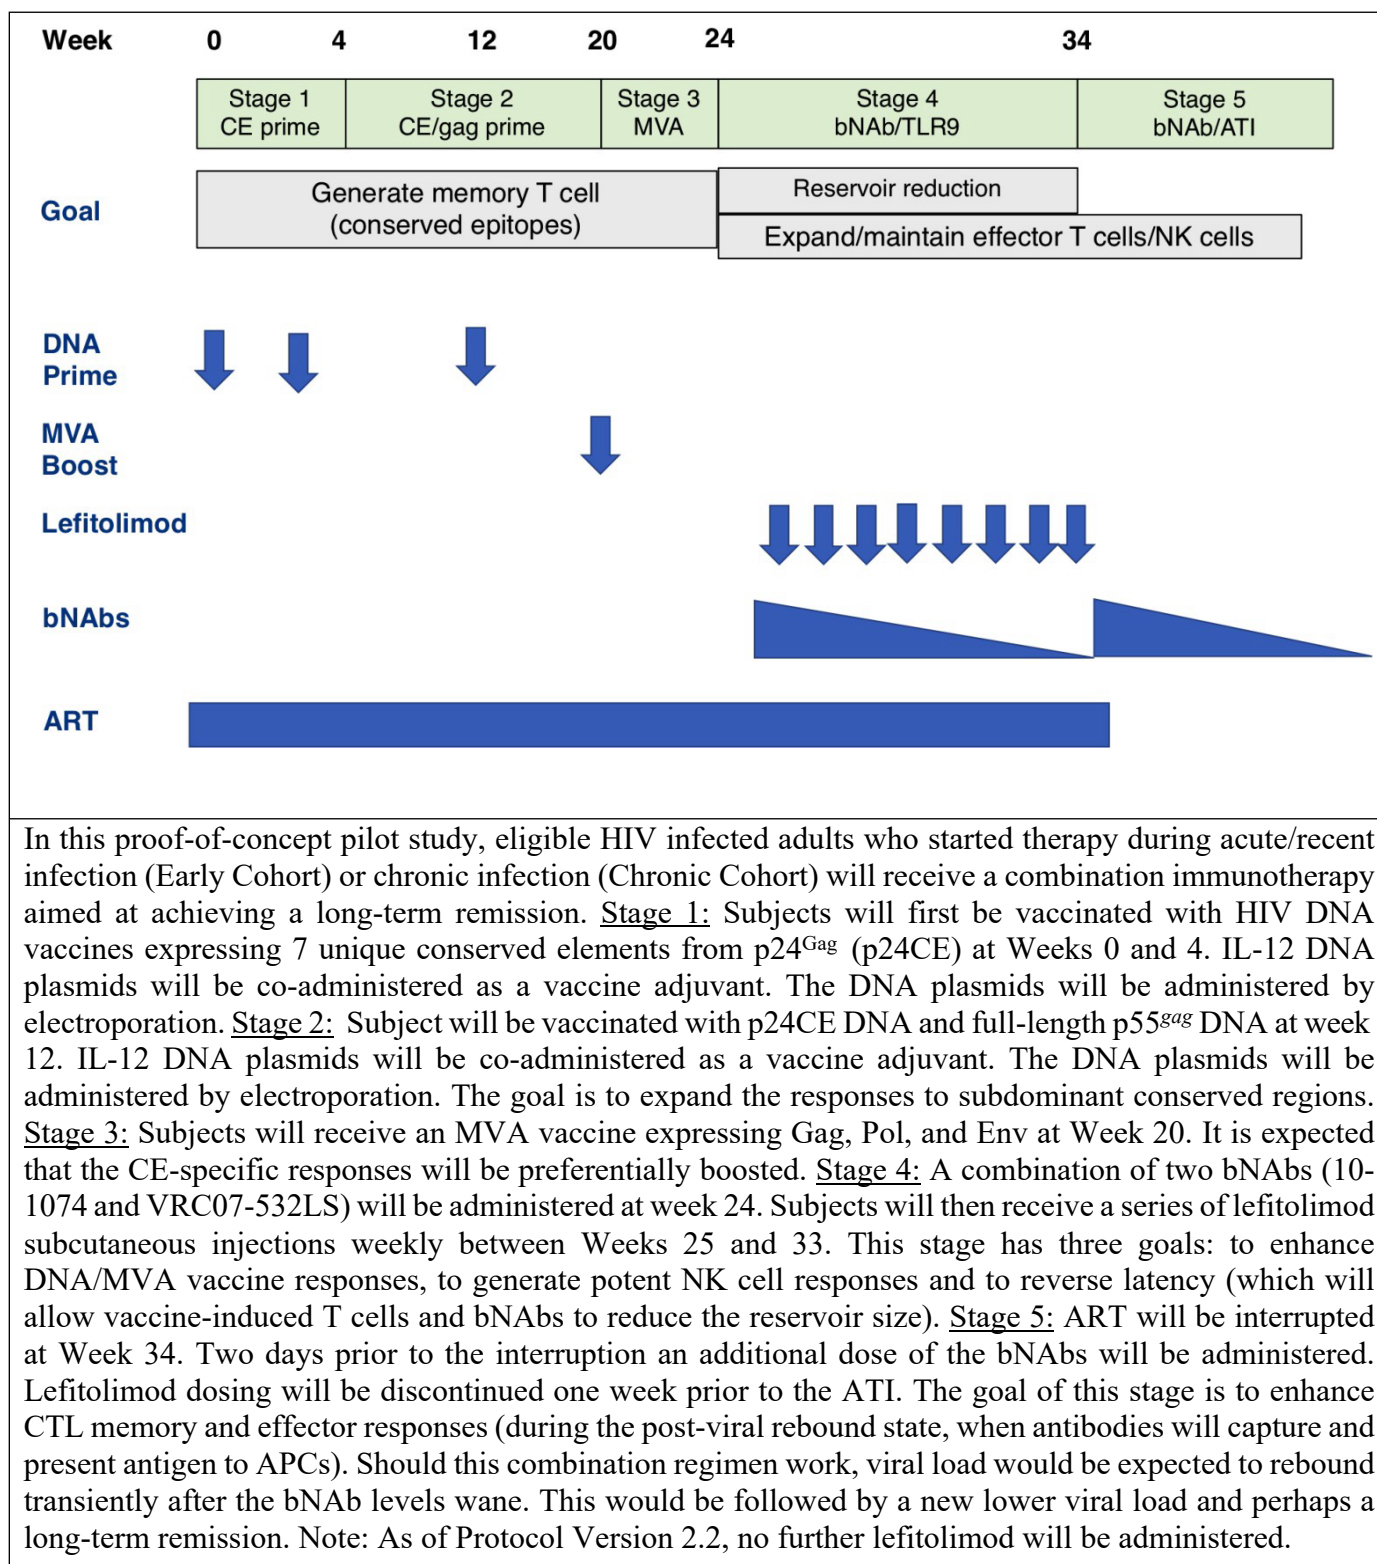 Week 0 4 12 20 24 34
Stage 1 Stage 2 Stage 3 Stage 4 Stage 5
CE prime CE/gag prime MVA bNAb/TLR9 bNAb/ATI
Goal
Generate memory T cell
(conserved epitopes)
Reservoir reduction
Expand/maintain effector T cells/NK cells
DNA
Prime
MVA
Boost
Lefitolimod
bNAbs
ART
In this proof-of-concept pilot study, eligible HIV infected adults who started therapy during acute/recent
infection (Early Cohort) or chronic infection (Chronic Cohort) will receive a combination immunotherapy
aimed at achieving a long-term remission. Stage 1: Subjects will first be vaccinated with HIV DNA
vaccines expressing 7 unique conserved elements from p24Gag (p24CE) at Weeks 0 and 4. IL-12 DNA
plasmids will be co-administered as a vaccine adjuvant. The DNA plasmids will be administered by
electroporation. Stage 2: Subject will be vaccinated with p24CE DNA and full-length p55gag DNA at week
12. IL-12 DNA plasmids will be co-administered as a vaccine adjuvant. The DNA plasmids will be
administered by electroporation. The goal is to expand the responses to subdominant conserved regions.
Stage 3: Subjects will receive an MVA vaccine expressing Gag, Pol, and Env at Week 20. It is expected
that the CE-specific responses will be preferentially boosted. Stage 4: A combination of two bNAbs (10-
1074 and VRC07-532LS) will be administered at week 24. Subjects will then receive a series of lefitolimod
subcutaneous injections weekly between Weeks 25 and 33. This stage has three goals: to enhance
DNA/MVA vaccine responses, to generate potent NK cell responses and to reverse latency (which will
allow vaccine-induced T cells and bNAbs to reduce the reservoir size). Stage 5: ART will be interrupted
at Week 34. Two days prior to the interruption an additional dose of the bNAbs will be administered.
Lefitolimod dosing will be discontinued one week prior to the ATI. The goal of this stage is to enhance
CTL memory and effector responses (during the post-viral rebound state, when antibodies will capture and
present antigen to APCs). Should this combination regimen work, viral load would be expected to rebound
transiently after the bNAb levels wane. This would be followed by a new lower viral load and perhaps a
long-term remission. Note: As of Protocol Version 2.2, no further lefitolimod will be administered.